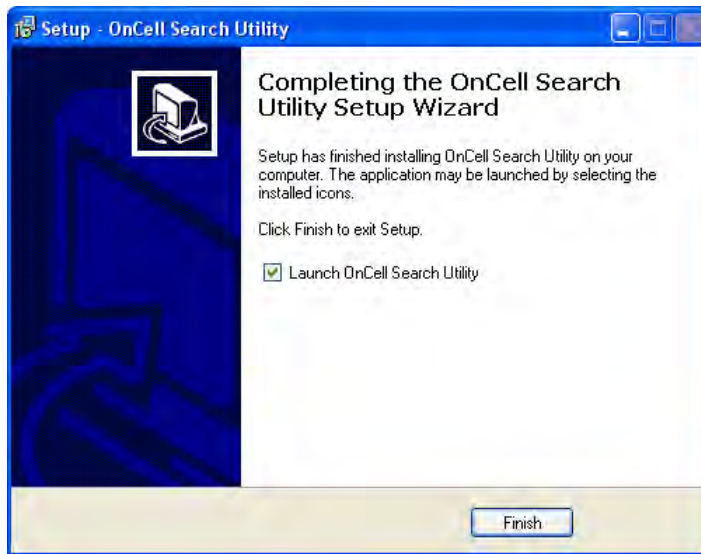 Setup - OnCell Search Utility
Completing the OnCell Search
Utility Setup Wizard
Setup has finished installing OnCell Search Utility on your
computer. The application may be launched by selecting the
installed icons.
Click Finish to exit Setup.
Launch OnCell Search Utility
Finish